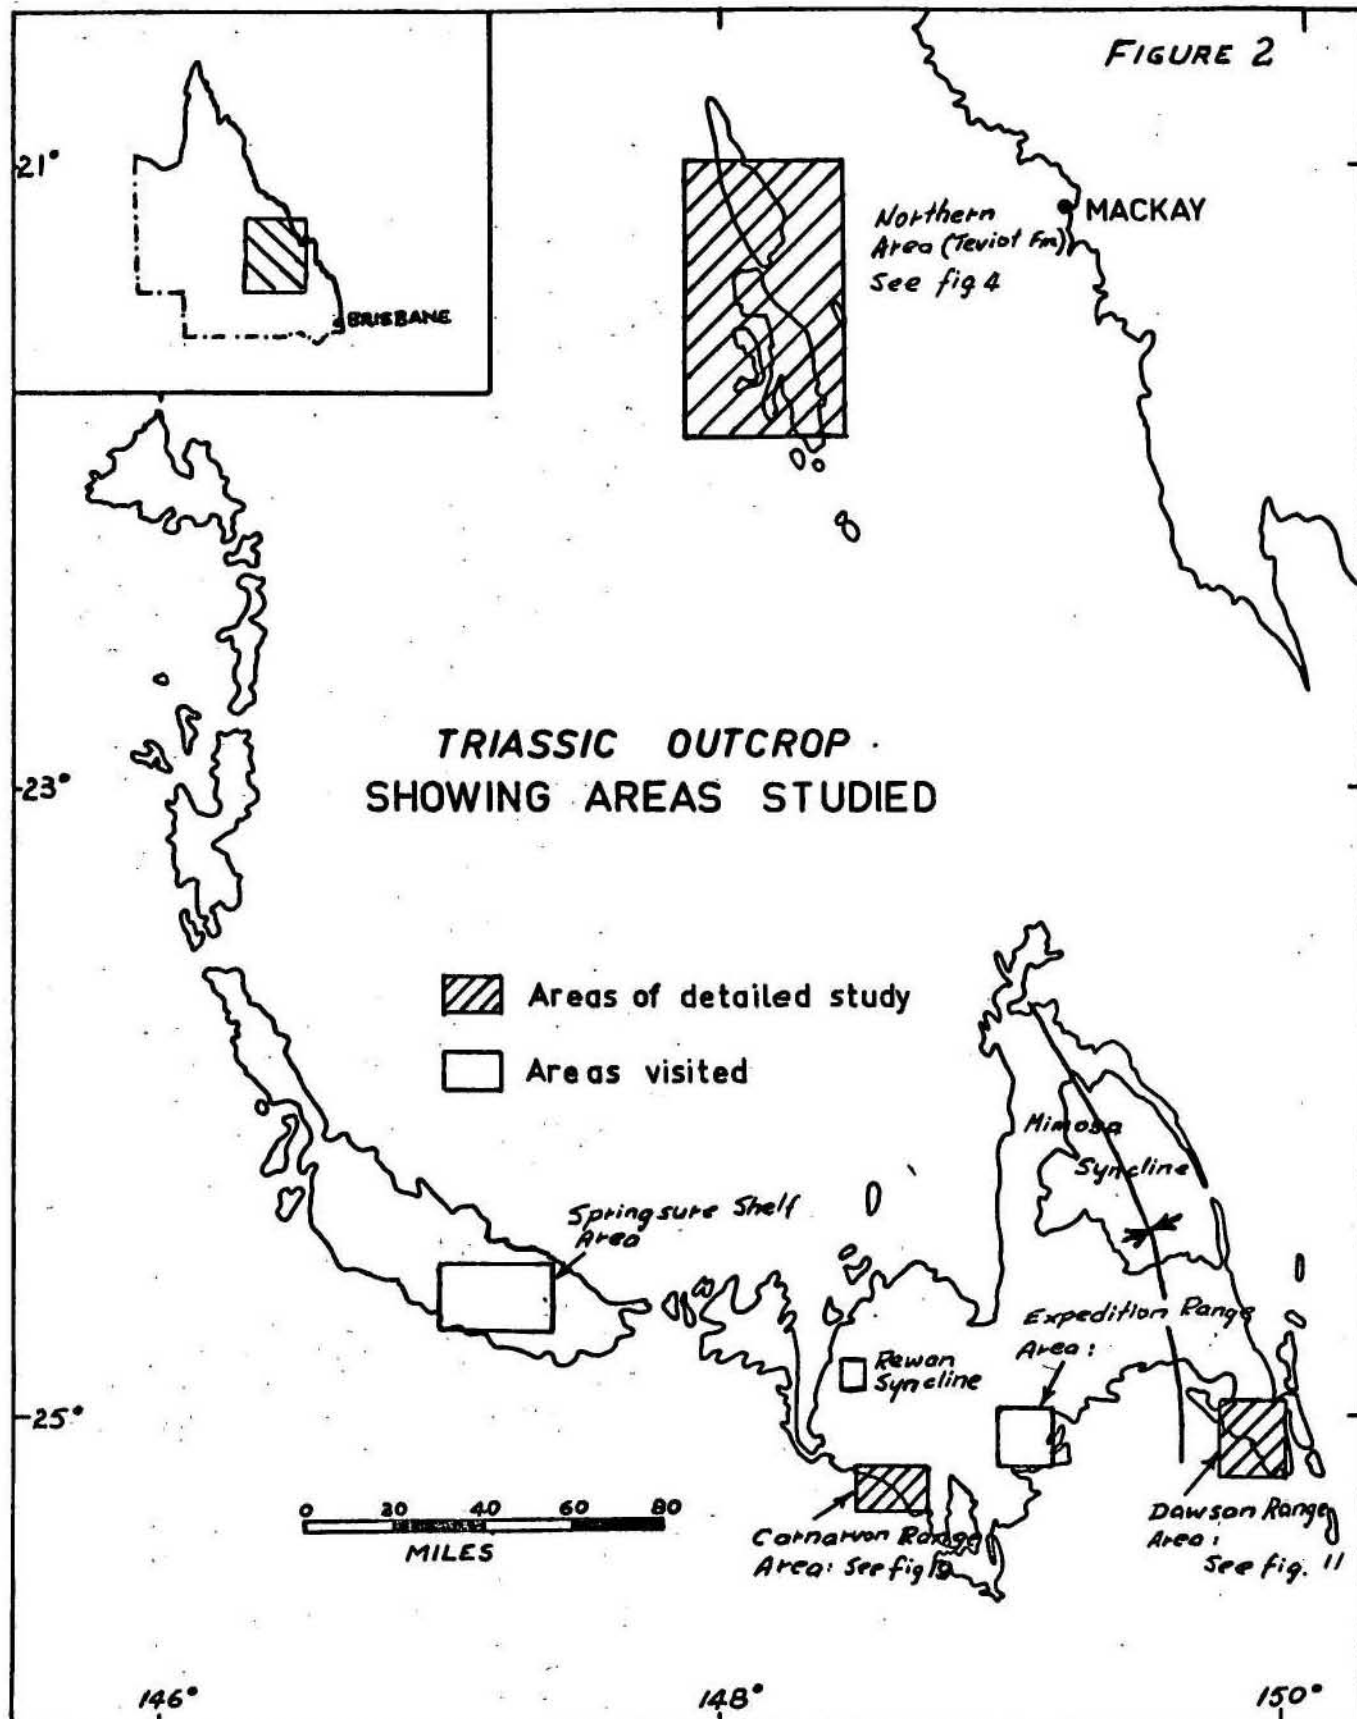 FIGURE 2
21°
BRISBANE
MACKAY
Northern
Area (Teviot Fm)
See fig 4
TRIASSIC OUTCROP
SHOWING AREAS STUDIED
23°
Areas of detailed study
Areas visited
Mimosa
Syncline
Springsure Shelf
Area
Expedition Range
Area:
Rewan
Syncline
25°
0 20 40 60 80
MILES
Carnarvon Range
Area: See fig
Dawson Range
Area:
See fig. 11
146° 148° 150°